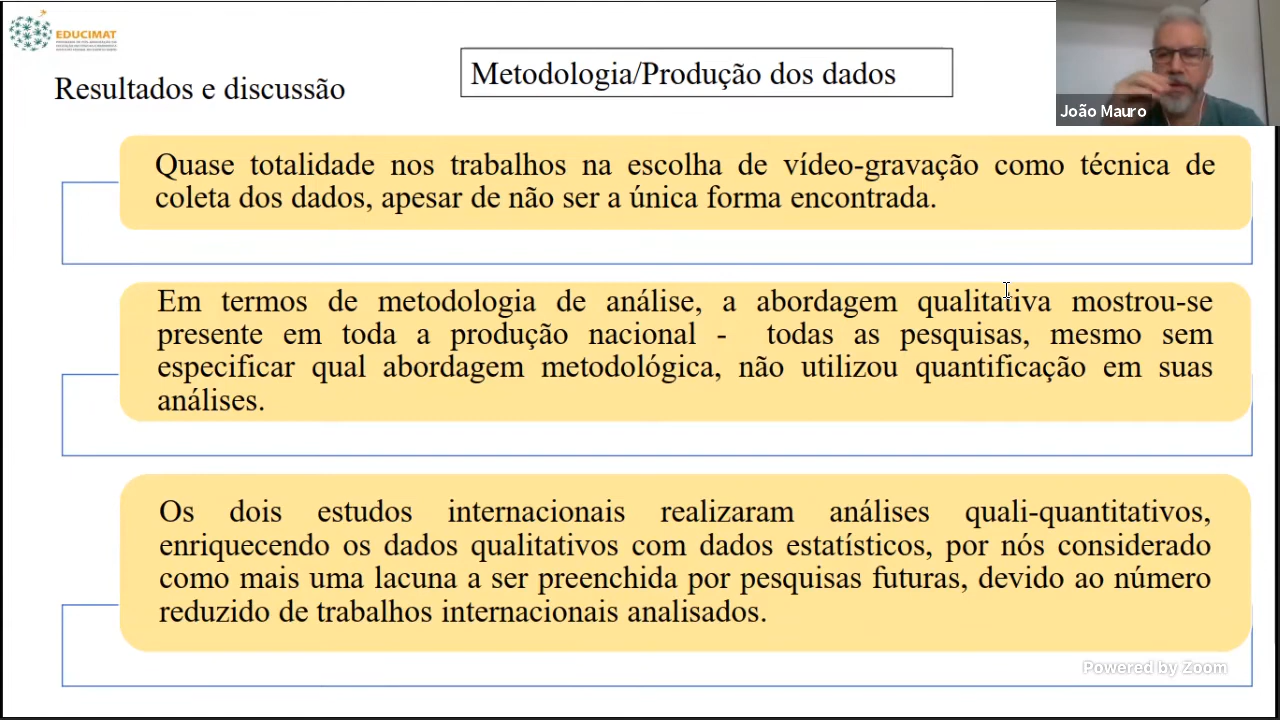 EDUCIMAT
Resultados e discussão
Metodologia/Produção dos dados
João Mauro
Quase totalidade nos trabalhos na escolha de vídeo-gravação como técnica de
coleta dos dados, apesar de não ser a única forma encontrada.
Em termos de metodologia de análise, a abordagem qualitativa mostrou-se
presente em toda a produção nacional - todas as pesquisas, mesmo sem
especificar qual abordagem metodológica, não utilizou quantificação em suas
análises.
Os dois estudos internacionais realizaram análises quali-quantitativos,
enriquecendo os dados qualitativos com dados estatísticos, por nós considerado
como mais uma lacuna a ser preenchida por pesquisas futuras, devido ao número
reduzido de trabalhos internacionais analisados.
Powered by Zoom